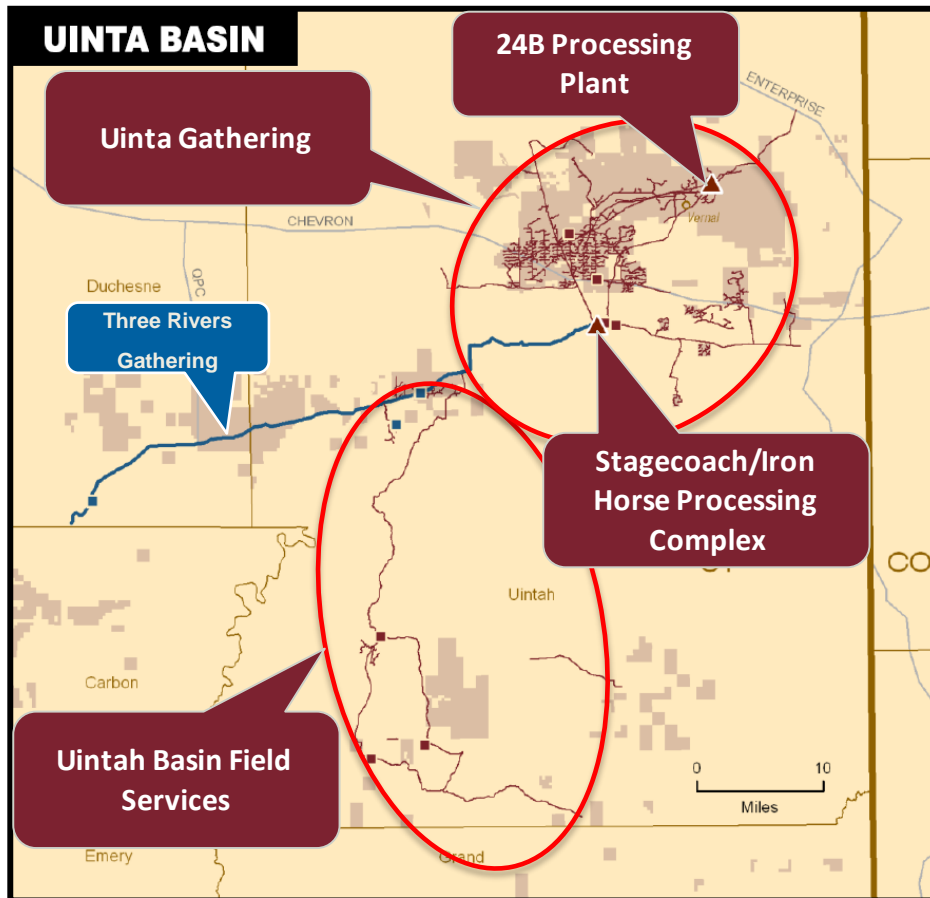 UINTA BASIN
24B Processing
Plant
ENTERPRISE
Uinta Gathering
Vernal
CHEVRON
QPC
Duchesne
Three Rivers
Gathering
Stagecoach/Iron
Horse Processing
Complex
CO
Uintah
Carbon
Uintah Basin Field
Services
0 10
Miles
Emery
Grand